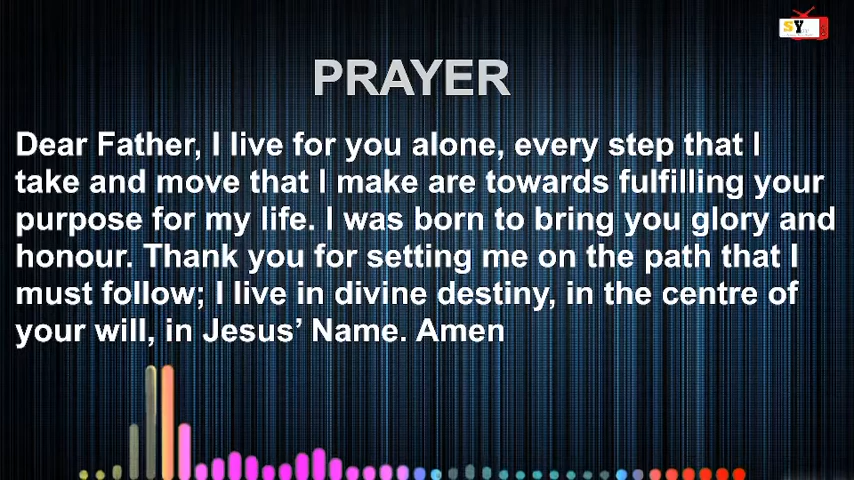 SY
PRAYER
Dear Father, I live for you alone, every step that I
take and move that I make are towards fulfilling your
purpose for my life. I was born to bring you glory and
honour. Thank you for setting me on the path that I
must follow; I live in divine destiny, in the centre of
your will, in Jesus’ Name. Amen